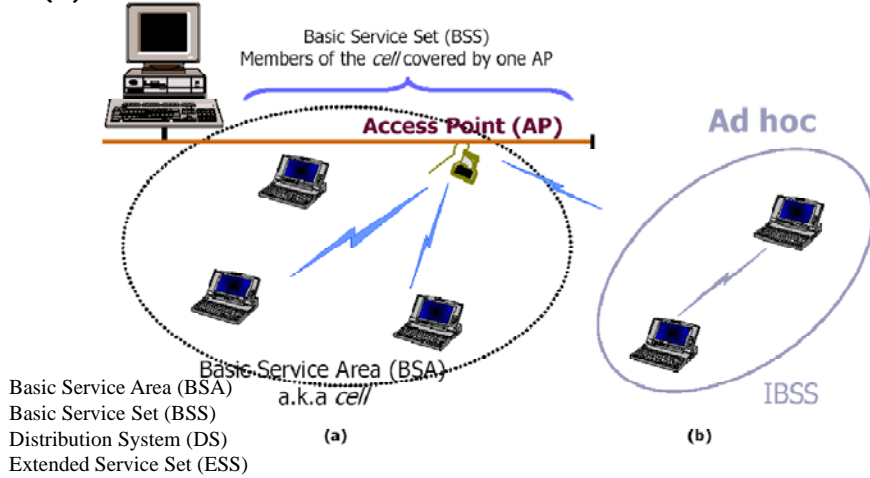 Basic Service Set (BSS)
Members of the cell covered by one AP
Access Point (AP)
Ad hoc
Basic Service Area (BSA)
a.k.a cell
IBSS
Basic Service Area (BSA)
Basic Service Set (BSS)
Distribution System (DS)
Extended Service Set (ESS)
(a)
(b)